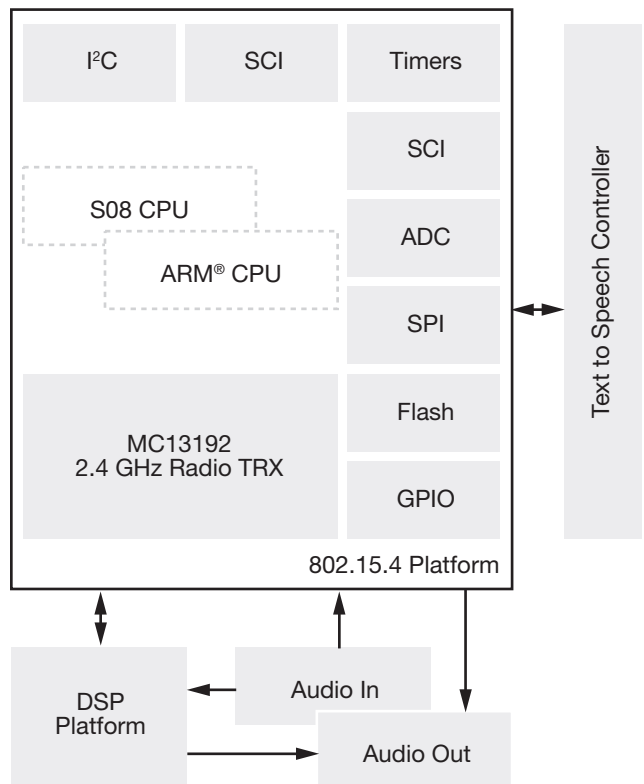 I²C
SCI
Timers
SCI
S08 CPU
ADC
ARM® CPU
SPI
Text to Speech Controller
MC13192
2.4 GHz Radio TRX
Flash
GPIO
802.15.4 Platform
DSP
Platform
Audio In
Audio Out